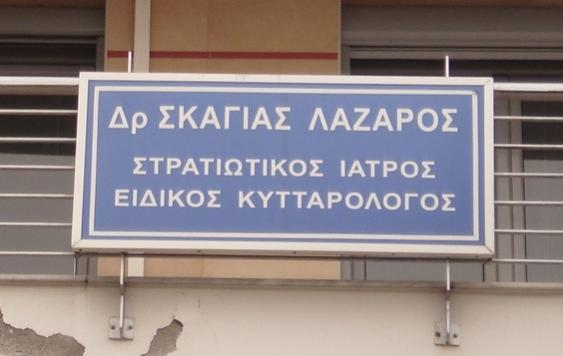 Δρ ΣΚΑΓΙΑΣ ΛΑΖΑΡΟΣ
ΣΤΡΑΤΙΩΤΙΚΟΣ ΙΑΤΡΟΣ
ΕΙΔΙΚΟΣ ΚΥΤΤΑΡΟΛΟΓΟΣ